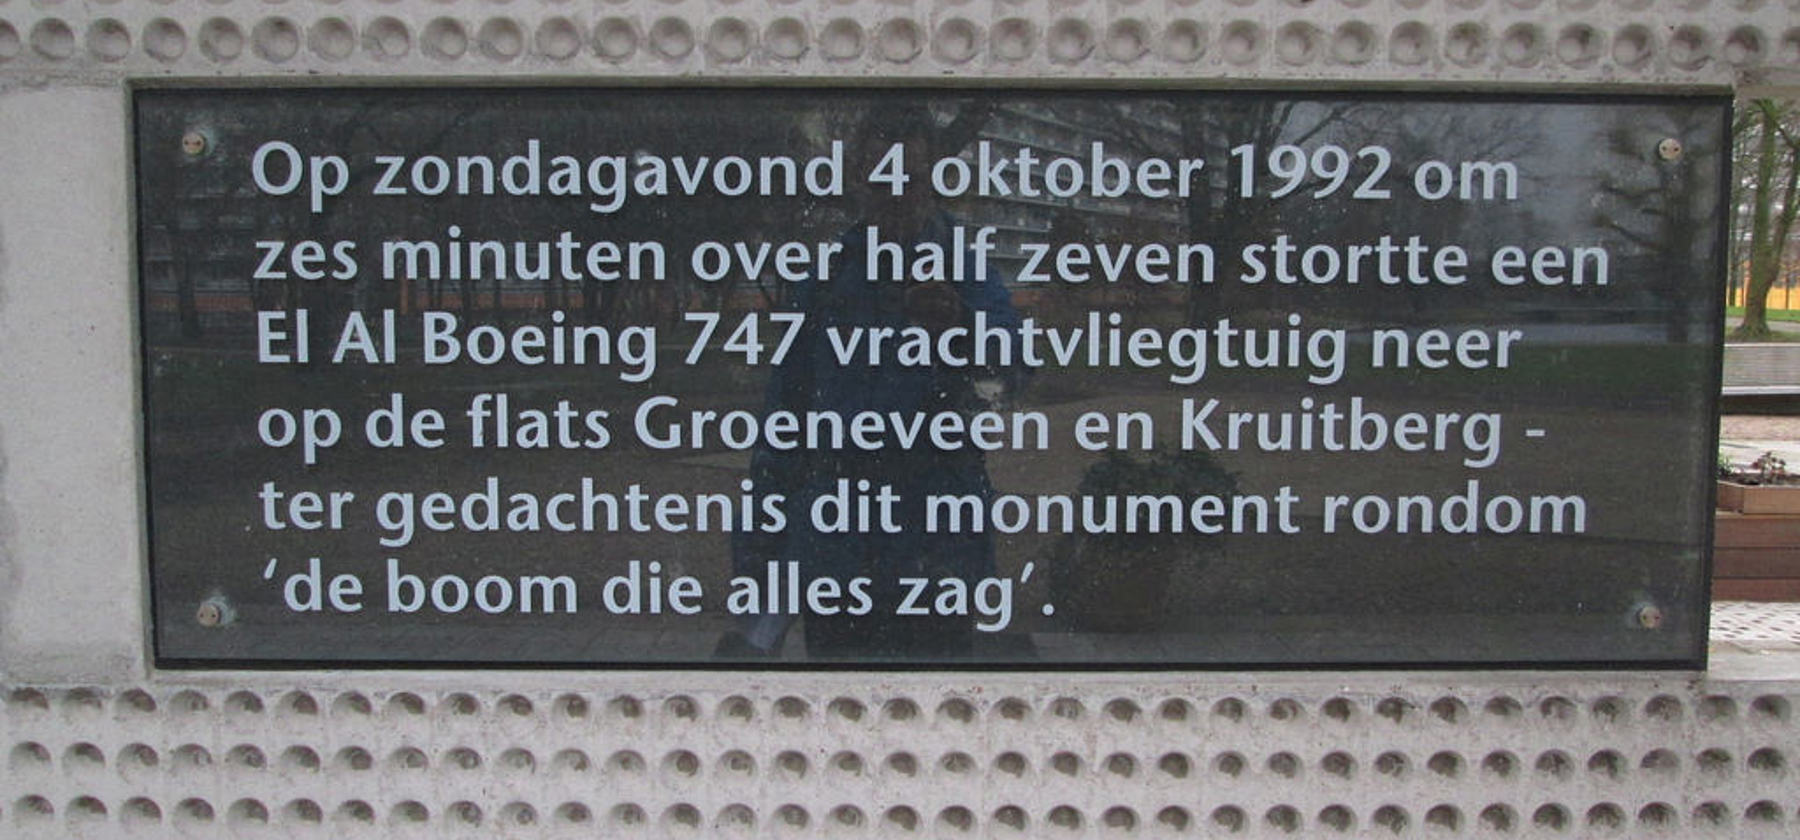 Op zondagavond 4 oktober 1992 om
zes minuten over half zeven stortte een
El Al Boeing 747 vrachtvliegtuig neer
op de flats Groeneveen en Kruitberg -
ter gedachtenis dit monument rondom
‘de boom die alles zag’.